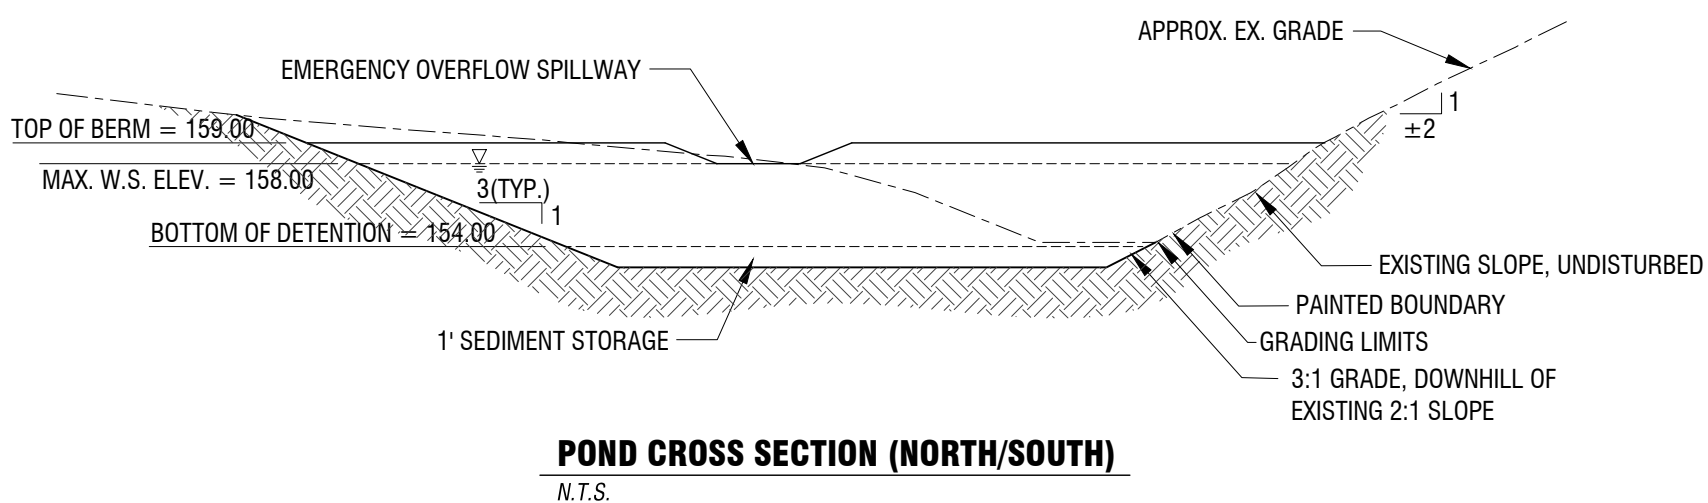 APPROX. EX. GRADE
EMERGENCY OVERFLOW SPILLWAY
1
±2
TOP OF BERM = 159.00
MAX. W.S. ELEV. = 158.00
3(TYP.)
1
BOTTOM OF DETENTION = 154.00
EXISTING SLOPE, UNDISTURBED
PAINTED BOUNDARY
1' SEDIMENT STORAGE
GRADING LIMITS
3:1 GRADE, DOWNHILL OF
EXISTING 2:1 SLOPE
POND CROSS SECTION (NORTH/SOUTH)
N.T.S.